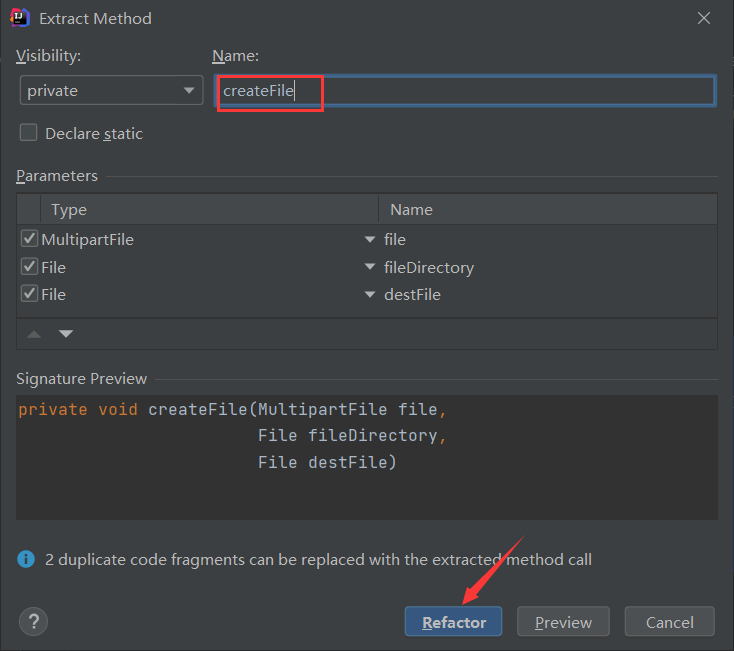 Extract Method
Visibility:
Name:
private
createFile
Declare static
Parameters
Type
Name
MultipartFile
file
File
fileDirectory
File
destFile
Signature Preview
private void createFile(MultipartFile file,
File fileDirectory,
File destFile)
2 duplicate code fragments can be replaced with the extracted method call
?
Refactor
Preview
Cancel